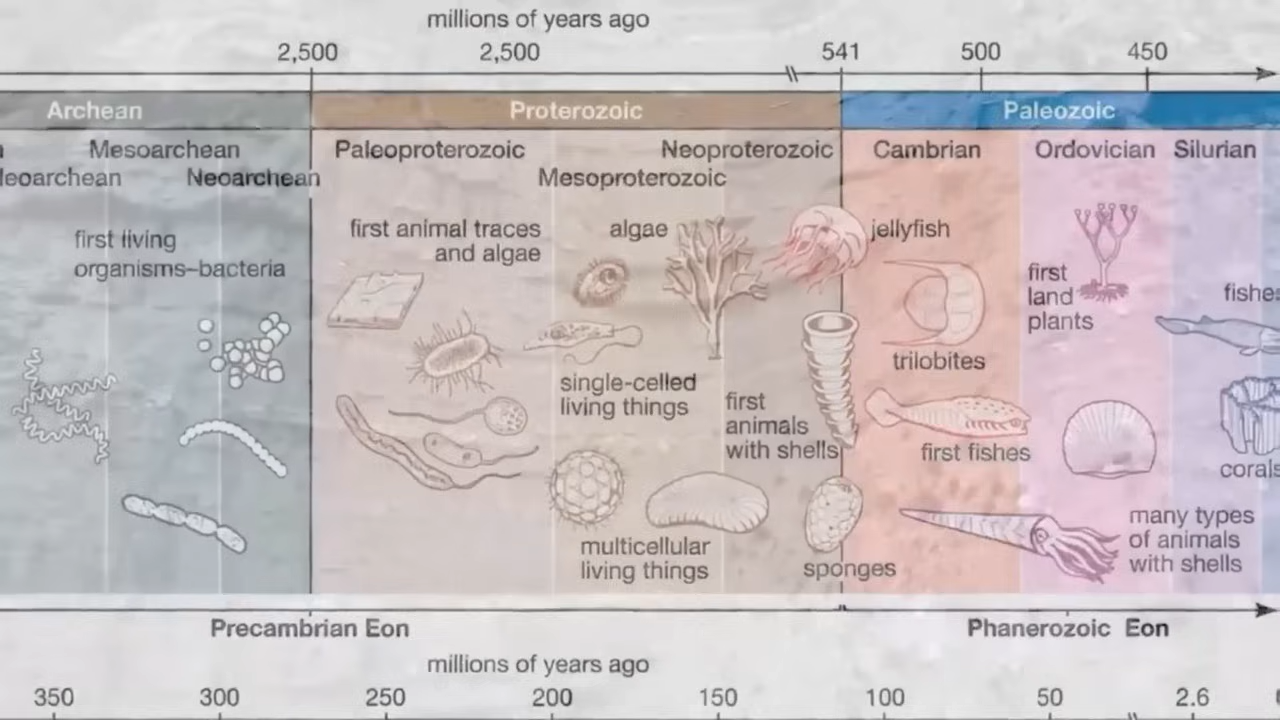 millions of years ago
2,500 2,500 541 500 450
Archean Proterozoic Paleozoic
Mesoarchean Paleoproterozoic Neoproterozoic Cambrian Ordovician Silurian
Neoarchean Mesoproterozoic
first living
organisms–bacteria
first animal traces
and algae
algae
single-celled
living things
multicellular
living things
first
animals
with shells
jellyfish
sponges
trilobites
first fishes
first
land
plants
many types
of animals
with shells
corals
Precambrian Eon Phanerozoic Eon
millions of years ago
350 300 250 200 150 100 50 2.6